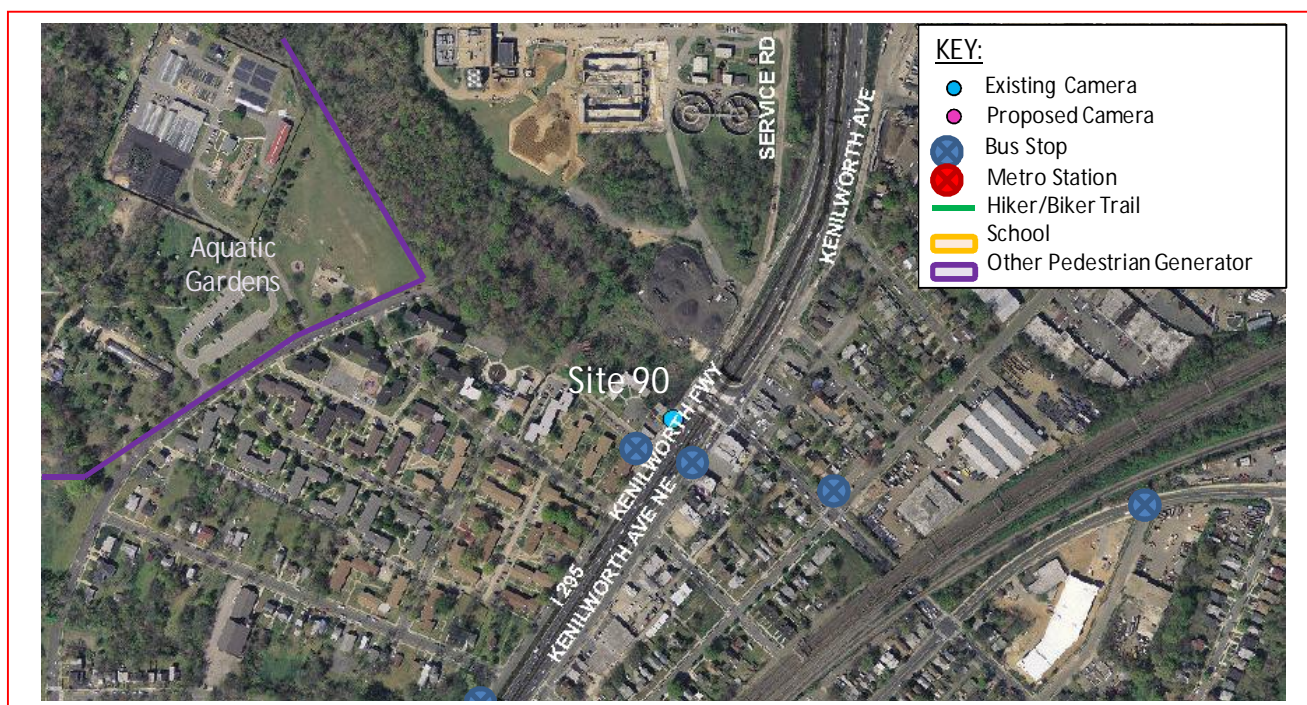 KEY:
Existing Camera
Proposed Camera
Bus Stop
Metro Station
Hiker/Biker Trail
School
Other Pedestrian Generator
SERVICE RD
KENILWORTH AVE
Aquatic
Gardens
Site 90
KENILWORTH FWY
KENILWORTH AVE NE
I 295